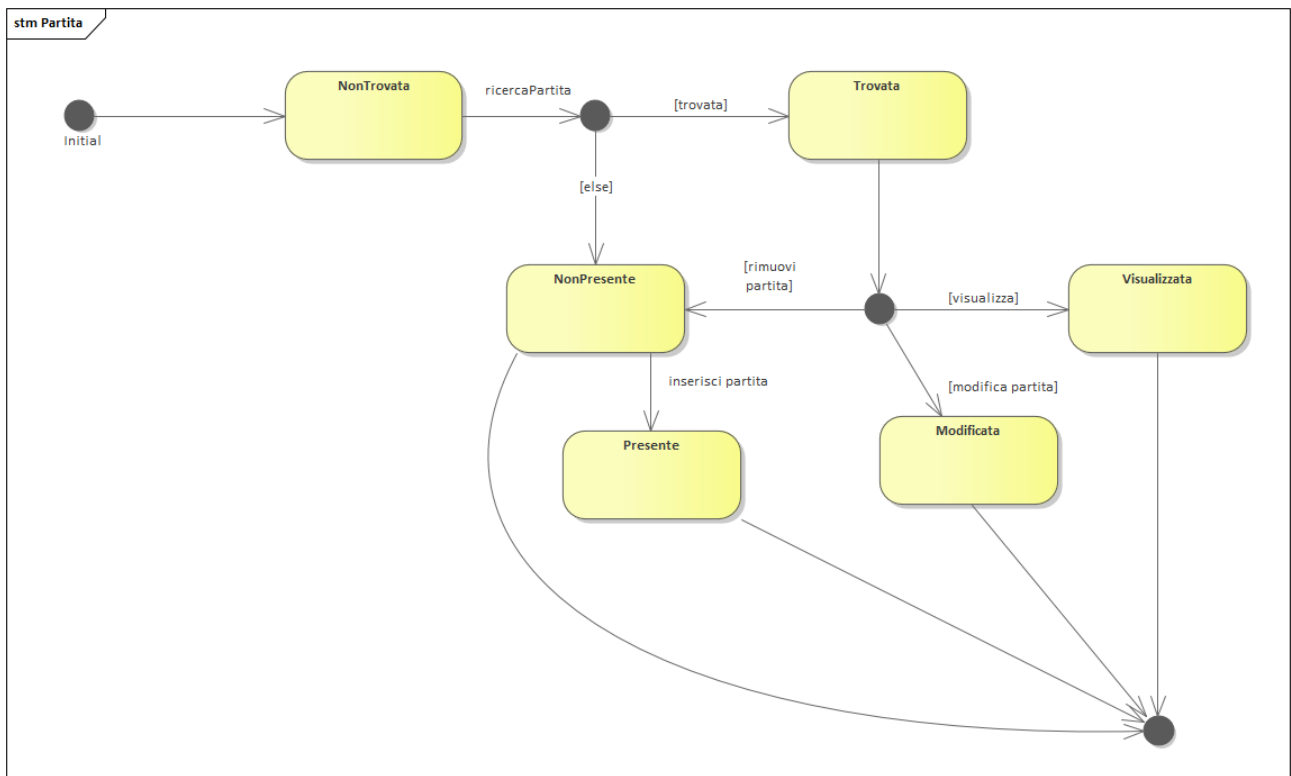 stm Partita
NonTrovata
ricercaPartita
[trovata]
Trovata
Initial
[else]
NonPresente
[rimuovi
partita]
[visualizza]
Visualizzata
inserisci partita
[modifica partita]
Presente
Modificata